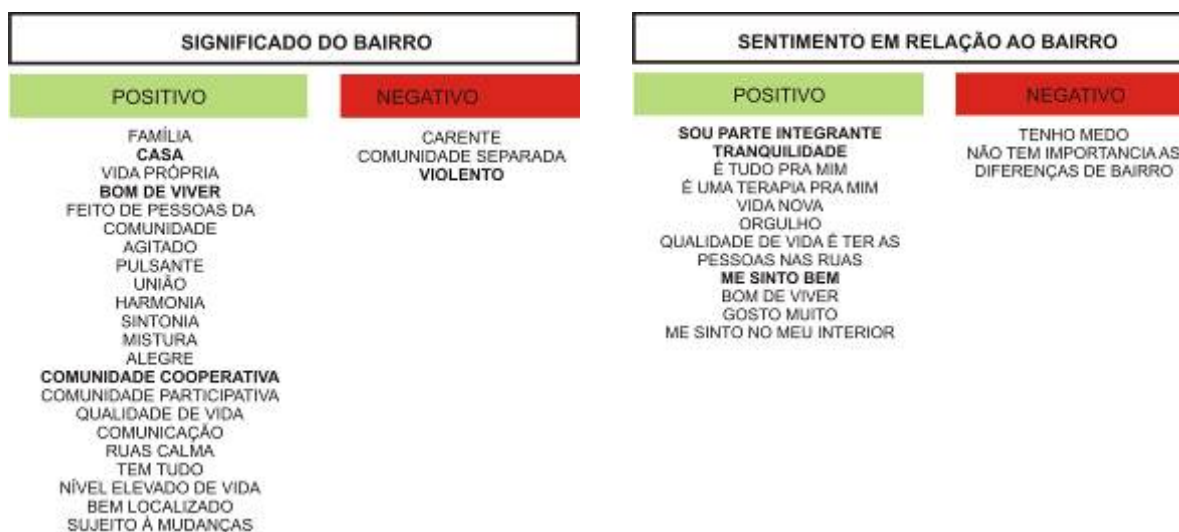 SIGNIFICADO DO BAIRRO
POSITIVO
NEGATIVO
FAMÍLIA
CASA
VIDA PRÓPRIA
BOM DE VIVER
FEITO DE PESSOAS DA
COMUNIDADE
AGITADO
PULSANTE
UNIÃO
HARMONIA
SINTONIA
MISTURA
ALEGRE
COMUNIDADE COOPERATIVA
COMUNIDADE PARTICIPATIVA
QUALIDADE DE VIDA
COMUNICAÇÃO
RUAS CALMA
TEM TUDO
NÍVEL ELEVADO DE VIDA
BEM LOCALIZADO
SUJEITO À MUDANÇAS
CARENTE
COMUNIDADE SEPARADA
VIOLENTO
SENTIMENTO EM RELAÇÃO AO BAIRRO
POSITIVO
NEGATIVO
SOU PARTE INTEGRANTE
TRANQUILIDADE
É TUDO PRA MIM
É UMA TERAPIA PRA MIM
VIDA NOVA
ORGULHO
QUALIDADE DE VIDA É TER AS
PESSOAS NAS RUAS
ME SINTO BEM
BOM DE VIVER
GOSTO MUITO
ME SINTO NO MEU INTERIOR
TENHO MEDO
NÃO TEM IMPORTANCIA AS
DIFERENÇAS DE BAIRRO